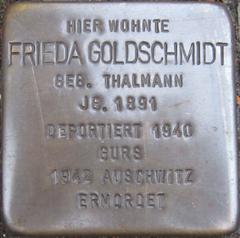 HIER WOHNTE
FRIEDA GOLDSCHMIDT
GEB. THALMANN
JG. 1891
DEPORTIERT 1940
GURS
1942 AUSCHWITZ
ERMORDET